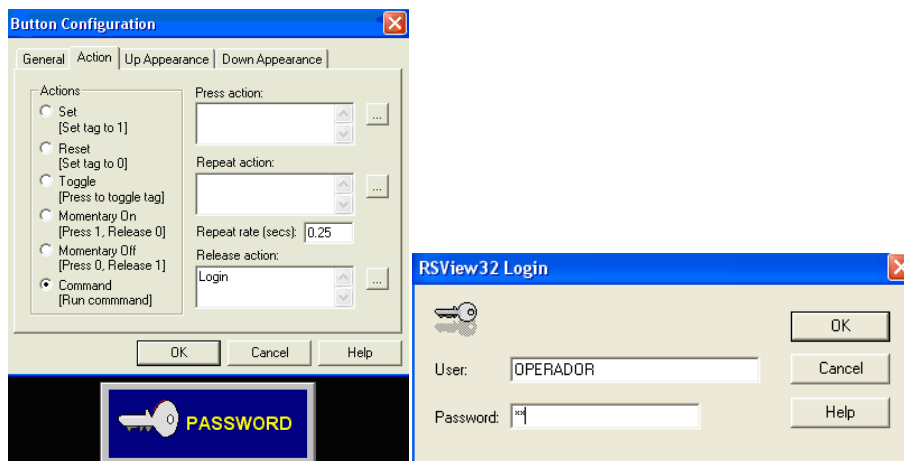 Button Configuration
General Action Up Appearance Down Appearance
Actions
Set
[Set tag to 1]
Reset
[Set tag to 0]
Toggle
[Press to toggle tag]
Momentary On
[Press 1, Release 0]
Momentary Off
[Press 0, Release 1]
Command
[Run commmand]
Press action:
...
Repeat action:
...
Repeat rate (secs): 0.25
Release action:
Login
...
OK Cancel Help
PASSWORD
RSView32 Login
User: OPERADOR
Password: **
OK
Cancel
Help